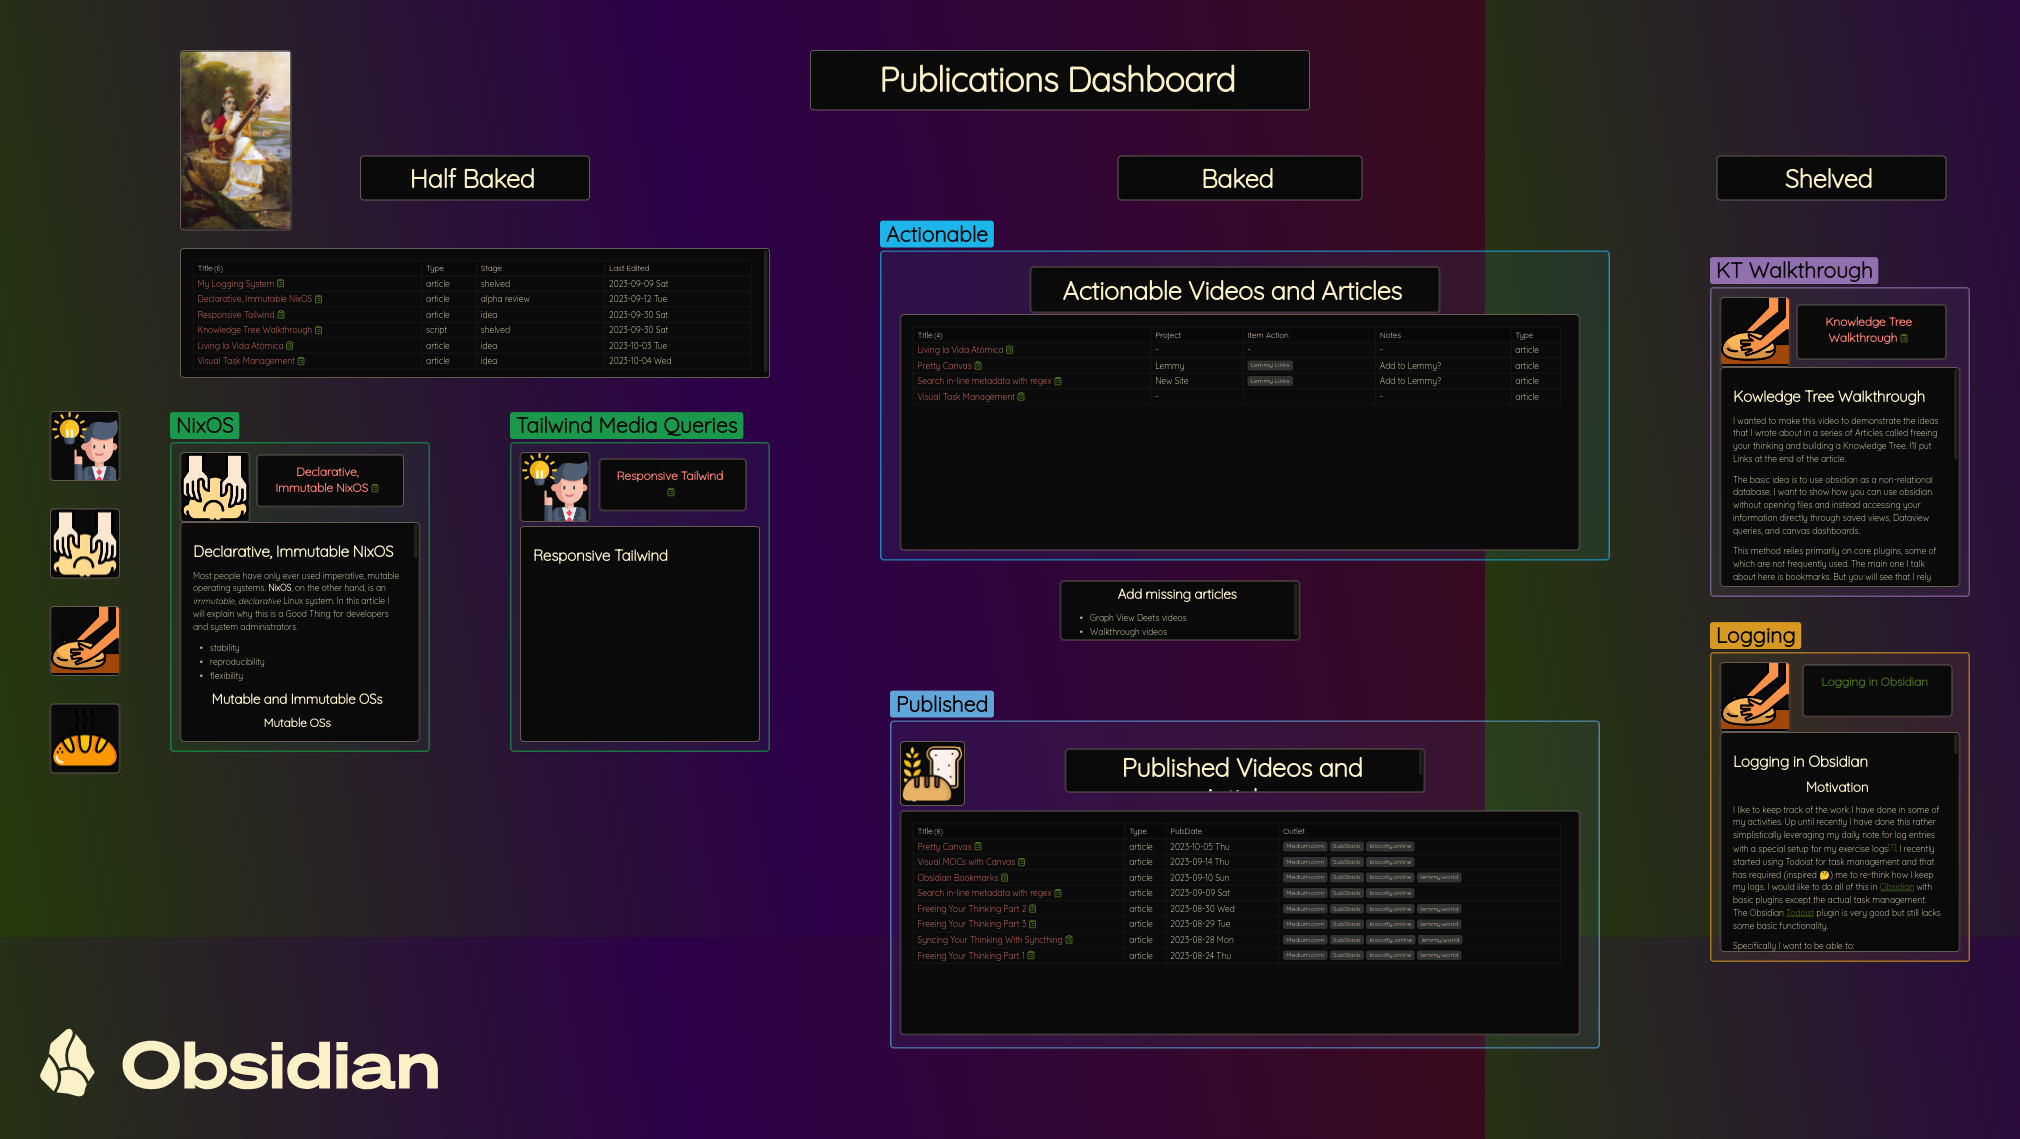 Publications Dashboard
Half Baked
Title (6) Type Stage Last Edited
My Logging System article shelved 2023-09-09 Sat
Declarative, Immutable NixOS article alpha review 2023-09-12 Tue
Responsive Tailwind article idea 2023-09-30 Sat
Knowledge Tree Walkthrough script shelved 2023-09-30 Sat
Living la Vida Atómica article idea 2023-10-03 Tue
Visual Task Management article idea 2023-10-04 Wed
NixOS
Declarative,
Immutable NixOS
Declarative, Immutable NixOS
Most people have only ever used imperative, mutable
operating systems. NixOS, on the other hand, is an
immutable, declarative Linux system. In this article I
will explain why this is a Good Thing for developers
and system administrators.
• stability
• reproducibility
• flexibility
Mutable and Immutable OSs
Mutable OSs
Tailwind Media Queries
Responsive Tailwind
Responsive Tailwind
Baked
Actionable
Actionable Videos and Articles
Title (4) Project Item Action Notes Type
Living la Vida Atómica - - - article
Pretty Canvas Lemmy Lemmy Links Add to Lemmy? article
Search in-line metadata with regex New Site Lemmy Links Add to Lemmy? article
Visual Task Management - - article
Add missing articles
• Graph View Deets videos
• Walkthrough videos
Published
Published Videos and
Title (8) Type PubDate Outlet
Pretty Canvas article 2023-10-05 Thu Medium.com SubStack biscotty.online
Visual MOCs with Canvas article 2023-09-14 Thu Medium.com SubStack biscotty.online
Obsidian Bookmarks article 2023-09-10 Sun Medium.com SubStack biscotty.online lemmy.world
Search in-line metadata with regex article 2023-09-09 Sat Medium.com SubStack biscotty.online
Freeing Your Thinking Part 2 article 2023-08-30 Wed Medium.com SubStack biscotty.online lemmy.world
Freeing Your Thinking Part 3 article 2023-08-29 Tue Medium.com SubStack biscotty.online lemmy.world
Syncing Your Thinking With Syncthing article 2023-08-28 Mon Medium.com SubStack biscotty.online lemmy.world
Freeing Your Thinking Part 1 article 2023-08-24 Thu Medium.com SubStack biscotty.online lemmy.world
Shelved
KT Walkthrough
Knowledge Tree
Walkthrough
Kowledge Tree Walkthrough
I wanted to make this video to demonstrate the ideas
that I wrote about in a series of Articles called freeing
your thinking and building a Knowledge Tree. I'll put
Links at the end of the article.
The basic idea is to use obsidian as a non-relational
database. I want to show how you can use obsidian
without opening files and instead accessing your
information directly through saved views, Dataview
queries, and canvas dashboards.
This method relies primarily on core plugins, some of
which are not frequently used. The main one I talk
about here is bookmarks. But you will see that I rely
Logging
Logging in Obsidian
Logging in Obsidian
Motivation
I like to keep track of the work I have done in some of
my activities. Up until recently I have done this rather
simplistically leveraging my daily note for log entries
with a special setup for my exercise logs[1]. I recently
started using Todoist for task management and that
has required (inspired 🤔) me to re-think how I keep
my logs. I would like to do all of this in Obsidian with
basic plugins except the actual task management.
The Obsidian Todoist plugin is very good but still lacks
some basic functionality.
Specifically I want to be able to:
Obsidian